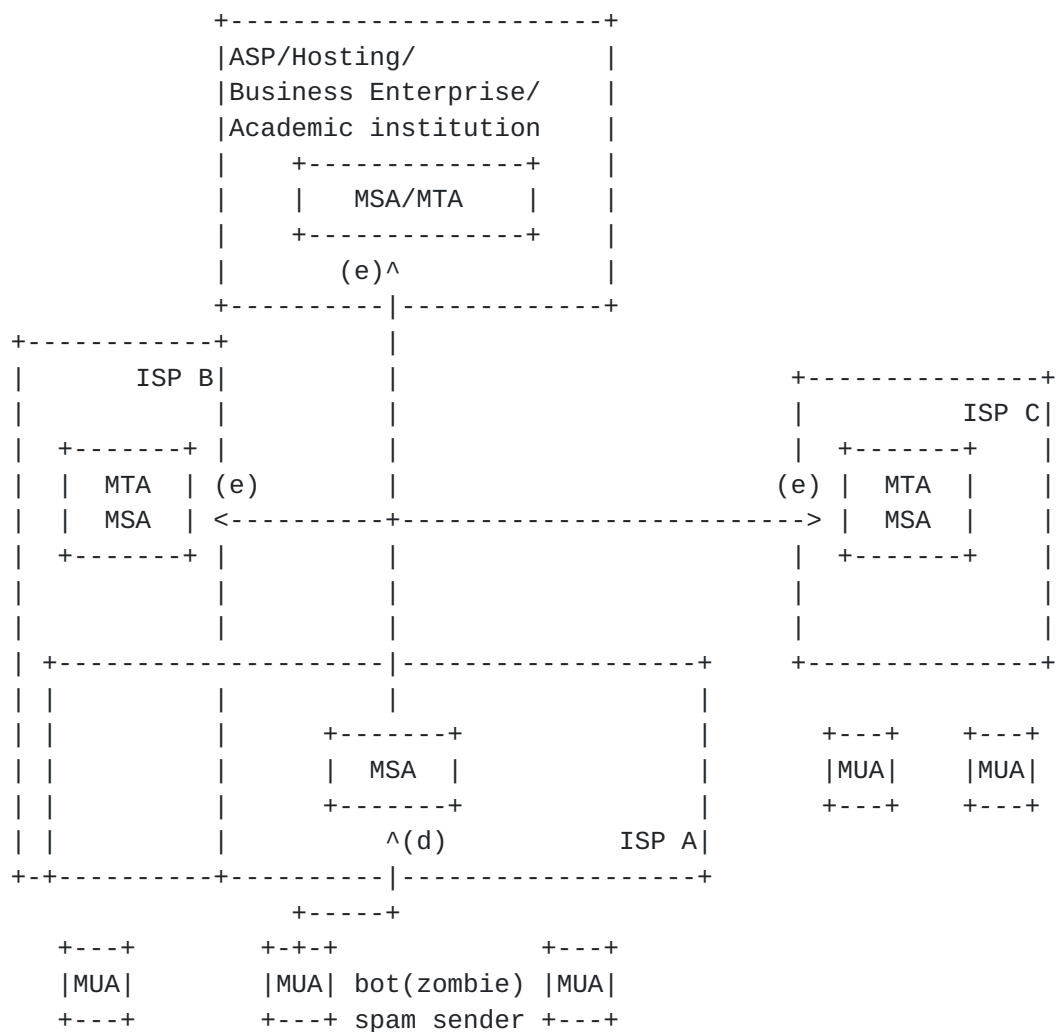 ASP/Hosting/
Business Enterprise/
Academic institution
MSA/MTA
(e)
ISP B
ISP C
MTA (e) (e) MTA
MSA MSA
MSA MUA MUA
(d) ISP A
MUA MUA bot(zombie) MUA
spam sender